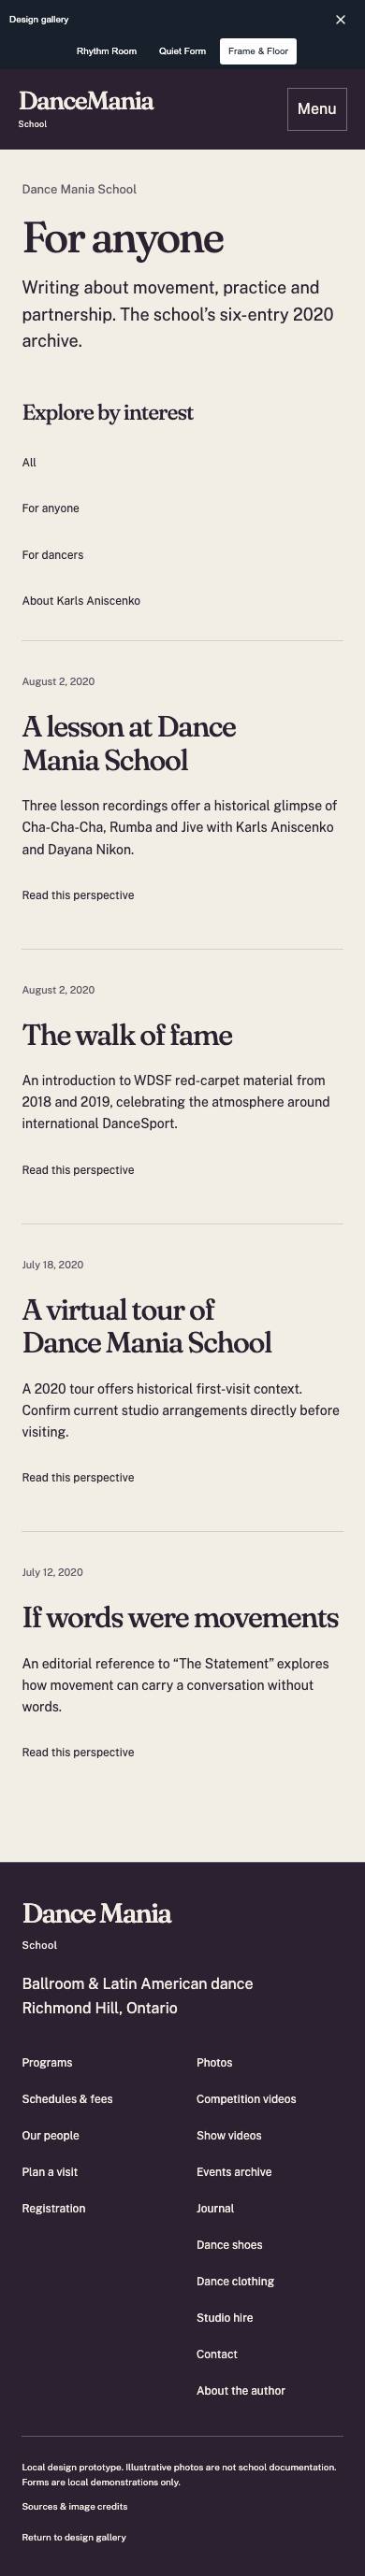 Design gallery
×
Rhythm Room Quiet Form Frame & Floor
DanceMania
School
Menu
Dance Mania School
For anyone
Writing about movement, practice and
partnership. The school’s six-entry 2020
archive.
Explore by interest
All
For anyone
For dancers
About Karls Aniscenko
August 2, 2020
A lesson at Dance
Mania School
Three lesson recordings offer a historical glimpse of
Cha-Cha-Cha, Rumba and Jive with Karls Aniscenko
and Dayana Nikon.
Read this perspective
August 2, 2020
The walk of fame
An introduction to WDSF red-carpet material from
2018 and 2019, celebrating the atmosphere around
international DanceSport.
Read this perspective
July 18, 2020
A virtual tour of
Dance Mania School
A 2020 tour offers historical first-visit context.
Confirm current studio arrangements directly before
visiting.
Read this perspective
July 12, 2020
If words were movements
An editorial reference to “The Statement” explores
how movement can carry a conversation without
words.
Read this perspective
Dance Mania
School
Ballroom & Latin American dance
Richmond Hill, Ontario
Programs
Schedules & fees
Our people
Plan a visit
Registration
Photos
Competition videos
Show videos
Events archive
Journal
Dance shoes
Dance clothing
Studio hire
Contact
About the author
Local design prototype. Illustrative photos are not school documentation.
Forms are local demonstrations only.
Sources & image credits
Return to design gallery